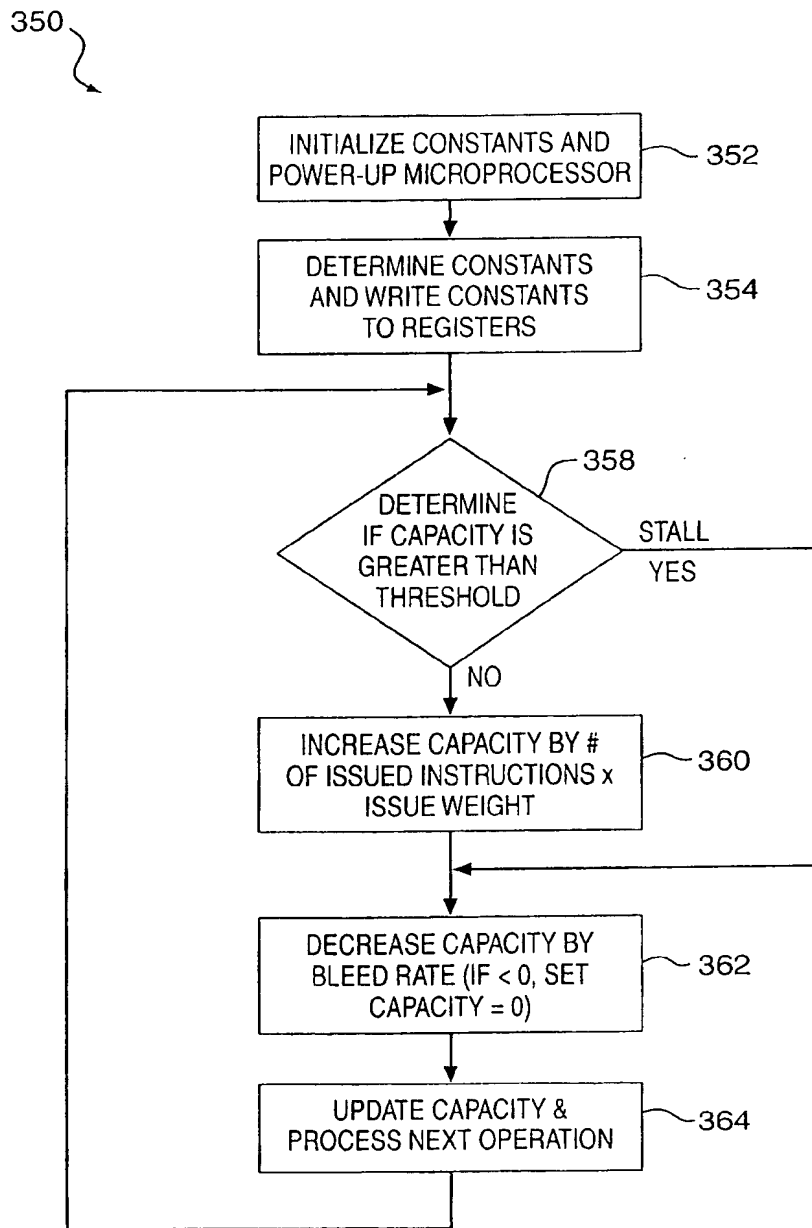 350
INITIALIZE CONSTANTS AND
POWER-UP MICROPROCESSOR
352
DETERMINE CONSTANTS
AND WRITE CONSTANTS
TO REGISTERS
354
358
DETERMINE
IF CAPACITY IS
GREATER THAN
THRESHOLD
STALL
YES
NO
INCREASE CAPACITY BY #
OF ISSUED INSTRUCTIONS x
ISSUE WEIGHT
360
DECREASE CAPACITY BY
BLEED RATE (IF < 0, SET
CAPACITY = 0)
362
UPDATE CAPACITY &
PROCESS NEXT OPERATION
364